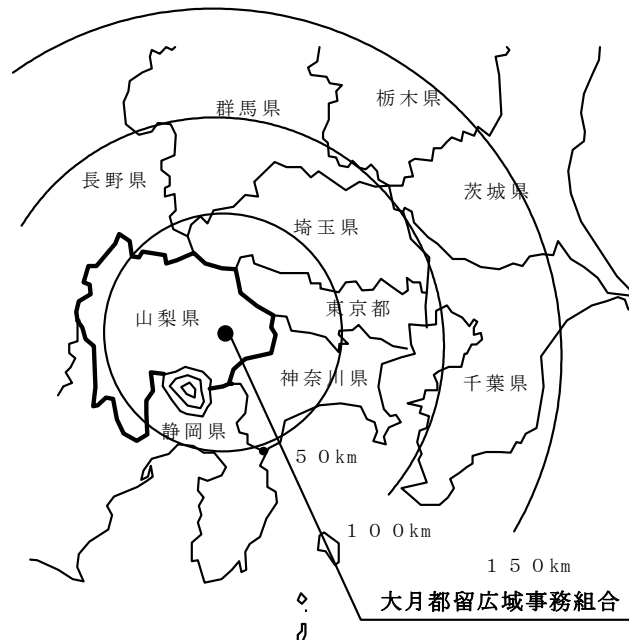 群馬県
栃木県
長野県
茨城県
埼玉県
山梨県
東京都
神奈川県
千葉県
静岡県
５０km
１００km
１５０km
大月都留広域事務組合